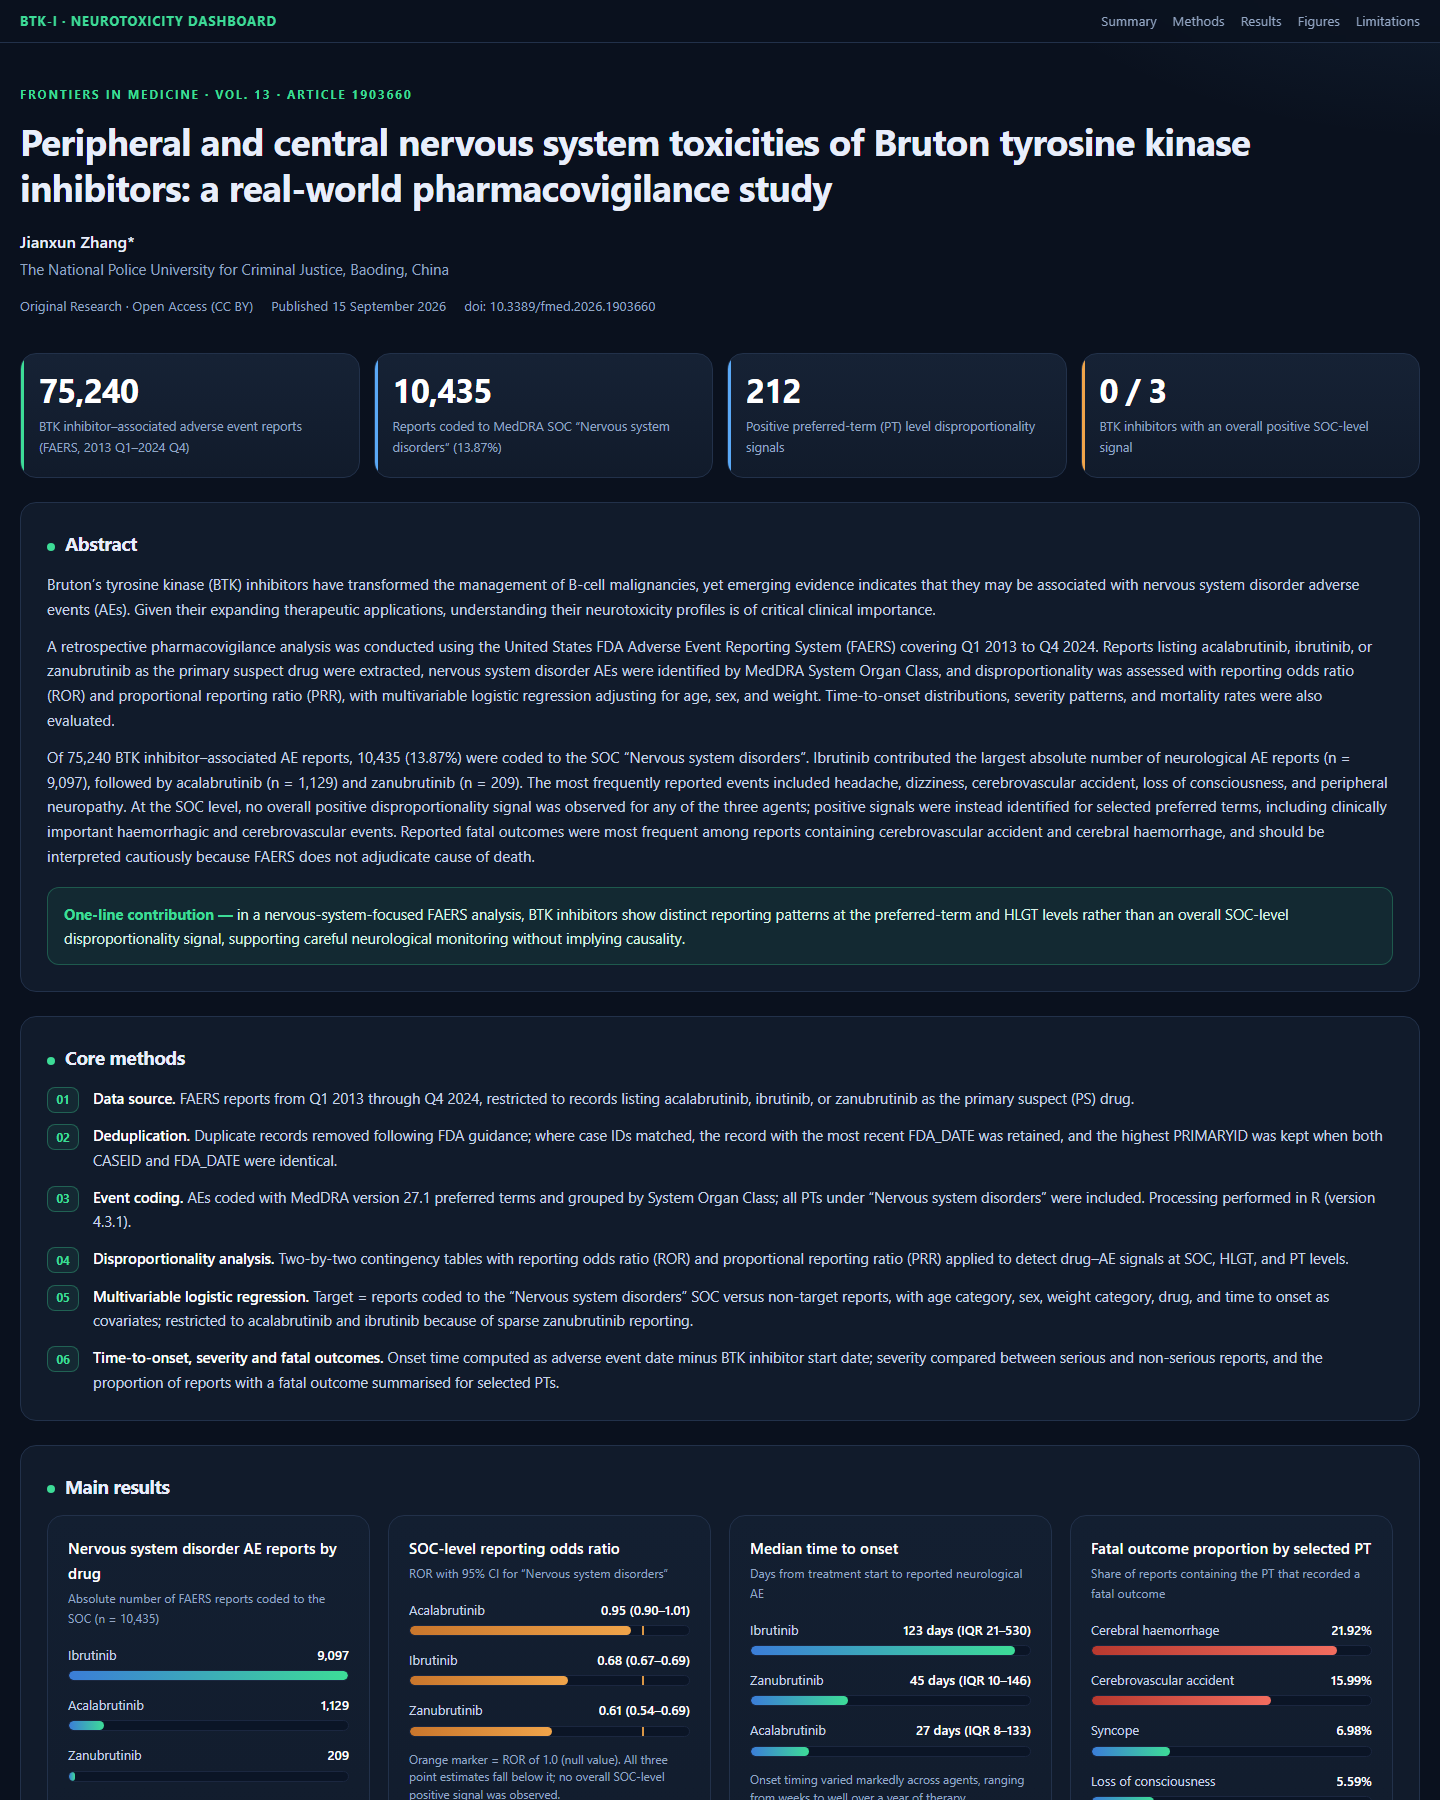 BTK-I · NEUROTOXICITY DASHBOARD
Summary Methods Results Figures Limitations
FRONTIERS IN MEDICINE · VOL. 13 · ARTICLE 1903660
Peripheral and central nervous system toxicities of Bruton tyrosine kinase
inhibitors: a real-world pharmacovigilance study
Jianxun Zhang*
The National Police University for Criminal Justice, Baoding, China
Original Research · Open Access (CC BY) Published 15 September 2026 doi: 10.3389/fmed.2026.1903660
75,240
BTK inhibitor–associated adverse event reports
(FAERS, 2013 Q1–2024 Q4)
10,435
Reports coded to MedDRA SOC “Nervous system
disorders” (13.87%)
212
Positive preferred-term (PT) level disproportionality
signals
0 / 3
BTK inhibitors with an overall positive SOC-level
signal
Abstract
Bruton’s tyrosine kinase (BTK) inhibitors have transformed the management of B-cell malignancies, yet emerging evidence indicates that they may be associated with nervous system disorder adverse
events (AEs). Given their expanding therapeutic applications, understanding their neurotoxicity profiles is of critical clinical importance.
A retrospective pharmacovigilance analysis was conducted using the United States FDA Adverse Event Reporting System (FAERS) covering Q1 2013 to Q4 2024. Reports listing acalabrutinib, ibrutinib, or
zanubrutinib as the primary suspect drug were extracted, nervous system disorder AEs were identified by MedDRA System Organ Class, and disproportionality was assessed with reporting odds ratio
(ROR) and proportional reporting ratio (PRR), with multivariable logistic regression adjusting for age, sex, and weight. Time-to-onset distributions, severity patterns, and mortality rates were also
evaluated.
Of 75,240 BTK inhibitor–associated AE reports, 10,435 (13.87%) were coded to the SOC “Nervous system disorders”. Ibrutinib contributed the largest absolute number of neurological AE reports (n =
9,097), followed by acalabrutinib (n = 1,129) and zanubrutinib (n = 209). The most frequently reported events included headache, dizziness, cerebrovascular accident, loss of consciousness, and peripheral
neuropathy. At the SOC level, no overall positive disproportionality signal was observed for any of the three agents; positive signals were instead identified for selected preferred terms, including clinically
important haemorrhagic and cerebrovascular events. Reported fatal outcomes were most frequent among reports containing cerebrovascular accident and cerebral haemorrhage, and should be
interpreted cautiously because FAERS does not adjudicate cause of death.
One-line contribution — in a nervous-system-focused FAERS analysis, BTK inhibitors show distinct reporting patterns at the preferred-term and HLGT levels rather than an overall SOC-level
disproportionality signal, supporting careful neurological monitoring without implying causality.
Core methods
01 Data source. FAERS reports from Q1 2013 through Q4 2024, restricted to records listing acalabrutinib, ibrutinib, or zanubrutinib as the primary suspect (PS) drug.
02 Deduplication. Duplicate records removed following FDA guidance; where case IDs matched, the record with the most recent FDA_DATE was retained, and the highest PRIMARYID was kept when both
CASEID and FDA_DATE were identical.
03 Event coding. AEs coded with MedDRA version 27.1 preferred terms and grouped by System Organ Class; all PTs under “Nervous system disorders” were included. Processing performed in R (version
4.3.1).
04 Disproportionality analysis. Two-by-two contingency tables with reporting odds ratio (ROR) and proportional reporting ratio (PRR) applied to detect drug–AE signals at SOC, HLGT, and PT levels.
05 Multivariable logistic regression. Target = reports coded to the “Nervous system disorders” SOC versus non-target reports, with age category, sex, weight category, drug, and time to onset as
covariates; restricted to acalabrutinib and ibrutinib because of sparse zanubrutinib reporting.
06 Time-to-onset, severity and fatal outcomes. Onset time computed as adverse event date minus BTK inhibitor start date; severity compared between serious and non-serious reports, and the
proportion of reports with a fatal outcome summarised for selected PTs.
Main results
Nervous system disorder AE reports by
drug
Absolute number of FAERS reports coded to the
SOC (n = 10,435)
Ibrutinib 9,097
Acalabrutinib 1,129
Zanubrutinib 209
SOC-level reporting odds ratio
ROR with 95% CI for “Nervous system disorders”
Acalabrutinib 0.95 (0.90–1.01)
Ibrutinib 0.68 (0.67–0.69)
Zanubrutinib 0.61 (0.54–0.69)
Orange marker = ROR of 1.0 (null value). All three
point estimates fall below it; no overall SOC-level
positive signal was observed.
Median time to onset
Days from treatment start to reported neurological
AE
Ibrutinib 123 days (IQR 21–530)
Zanubrutinib 45 days (IQR 10–146)
Acalabrutinib 27 days (IQR 8–133)
Onset timing varied markedly across agents, ranging
from weeks to well over a year of therapy.
Fatal outcome proportion by selected PT
Share of reports containing the PT that recorded a
fatal outcome
Cerebral haemorrhage 21.92%
Cerebrovascular accident 15.99%
Syncope 6.98%
Loss of consciousness 5.59%